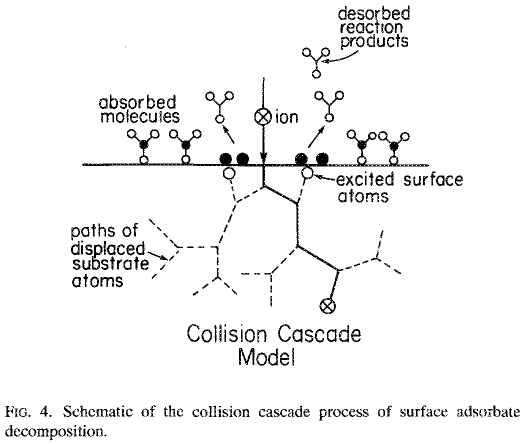 desorbed
reaction
products
absorbed
molecules
ion
excited surface
atoms
paths of
displaced
substrate
atoms
Collision Cascade
Model
FIG. 4. Schematic of the collision cascade process of surface adsorbate
decomposition.